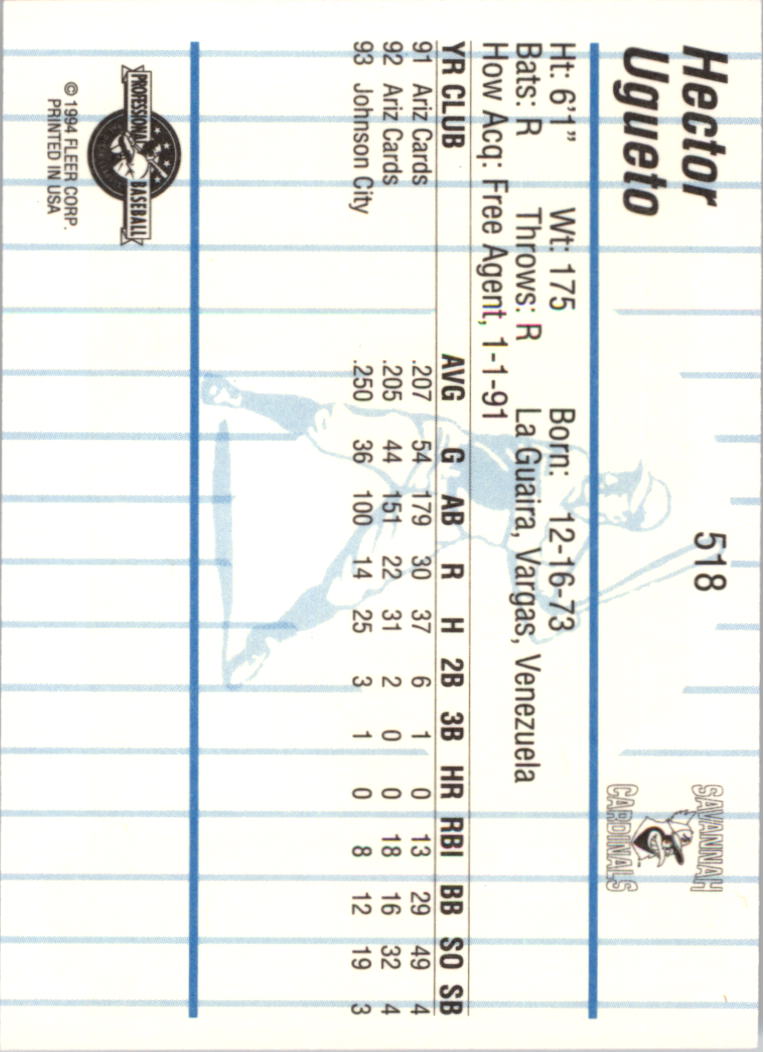 Hector
Ugueto
518
SAVANNAH
CARDINALS
Ht: 6'1" Wt: 175 Born: 12-16-73
Bats: R Throws: R La Guaira, Vargas, Venezuela
How Acq: Free Agent, 1-1-91
YR CLUB AVG G AB R H 2B 3B HR RBI BB SO SB
91 Ariz Cards .207 54 179 30 37 6 1 0 13 29 49 4
92 Ariz Cards .205 44 151 22 31 2 0 0 18 16 32 4
93 Johnson City .250 36 100 14 25 3 1 0 8 12 19 3
PROFESSIONAL BASEBALL
© 1994 FLEER CORP.
PRINTED IN USA